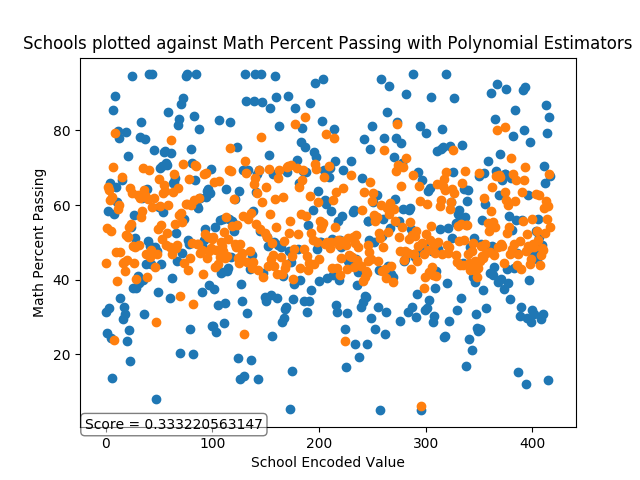 Schools plotted against Math Percent Passing with Polynomial Estimators
Math Percent Passing
80
60
40
20
Score = 0.333220563147
0 100 200 300 400
School Encoded Value